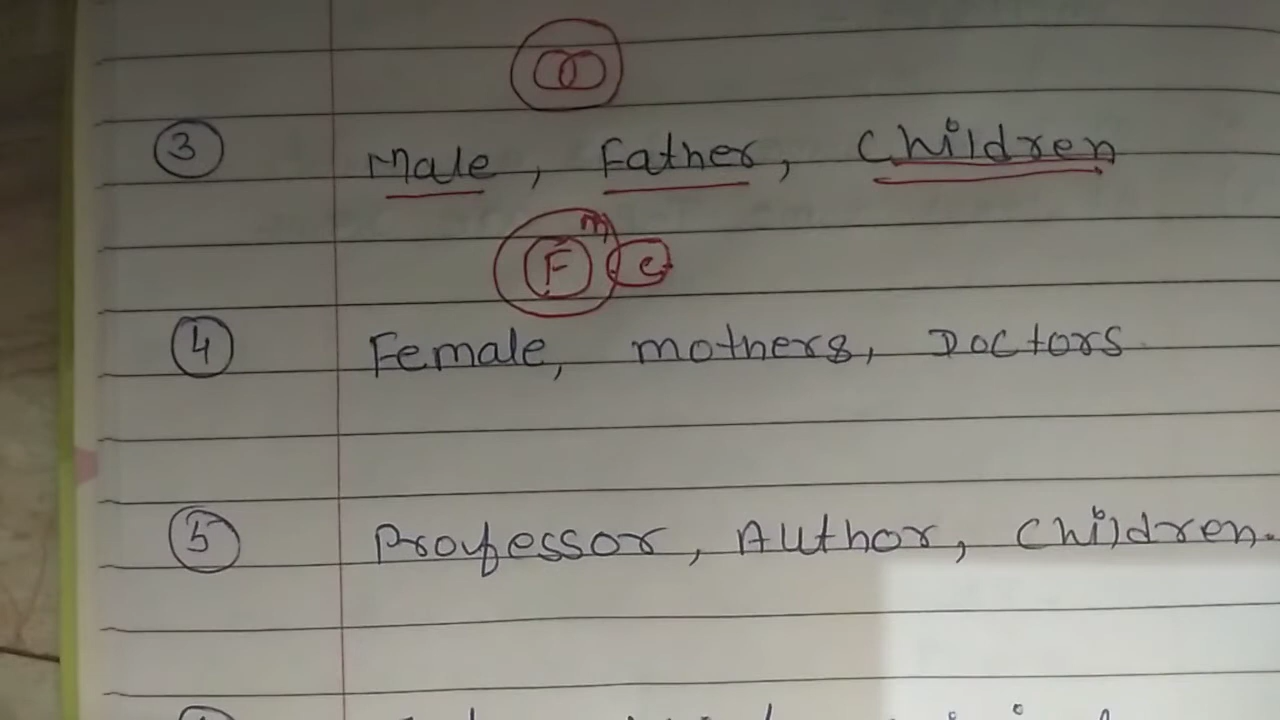 3 Male, Father, Children
F m c
4 Female, mothers, Doctors
5 Professor, Author, Children.